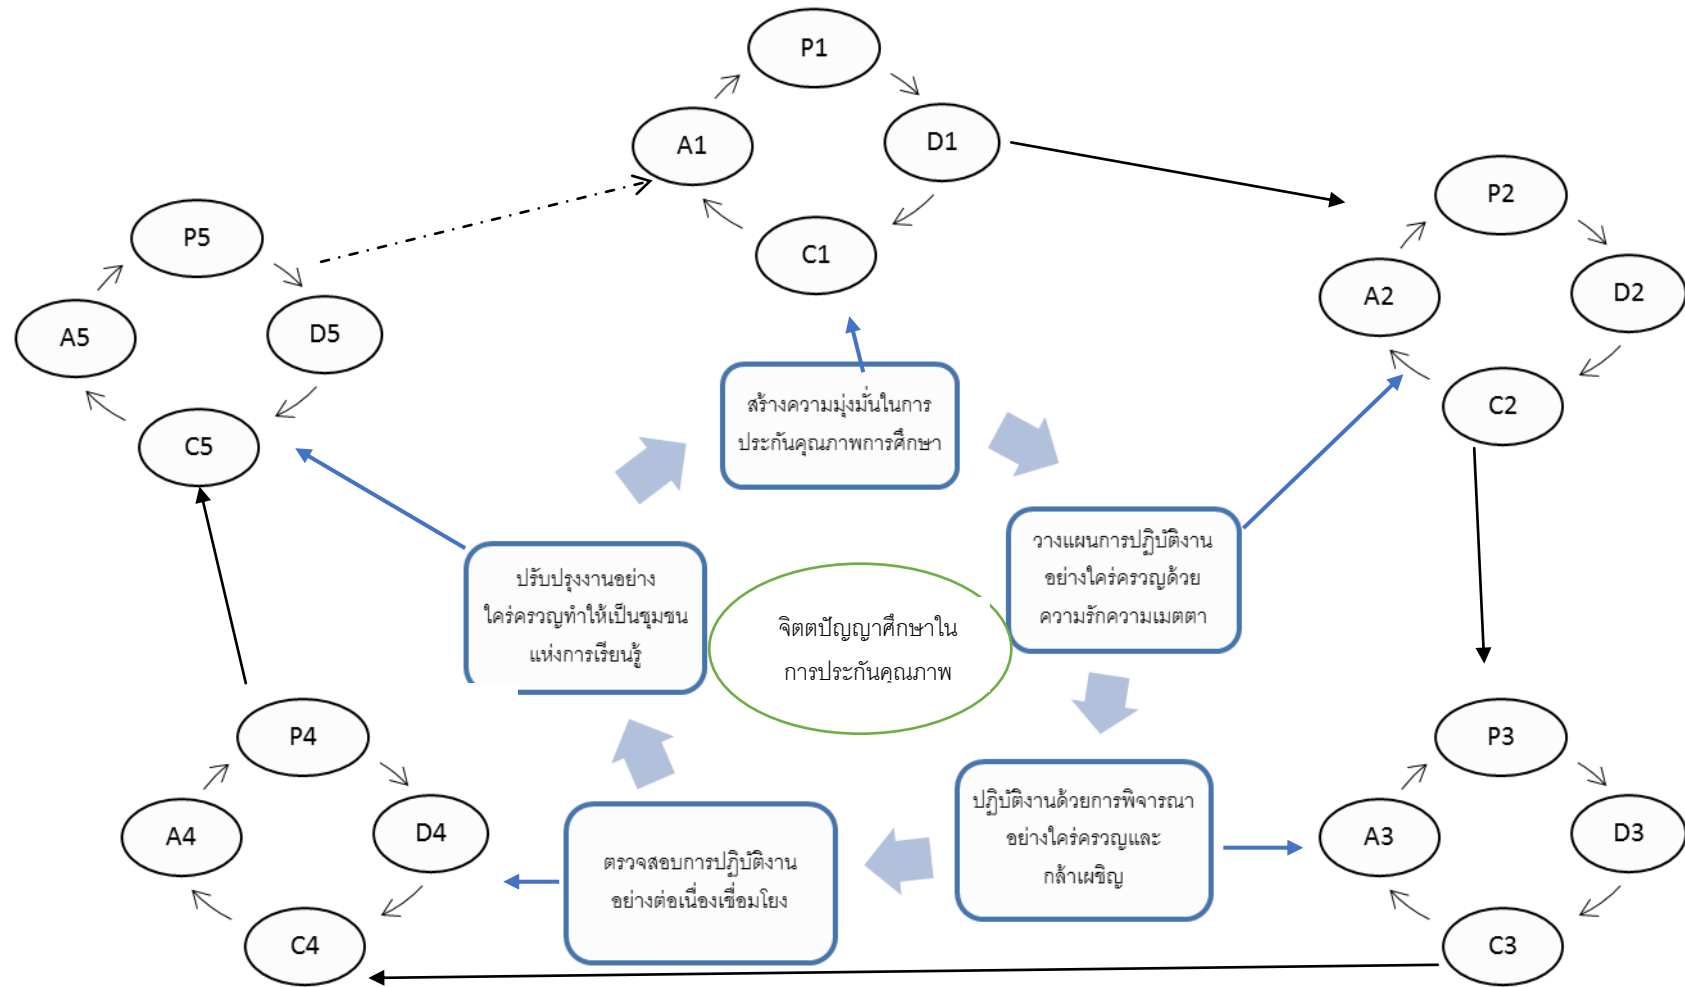 P1
A1
D1
C1
P2
A2
D2
C2
P5
A5
D5
C5
สร้างความมุ่งมั่นในการ
ประกันคุณภาพการศึกษา
วางแผนการปฏิบัติงาน
อย่างใคร่ครวญด้วย
ความรักความเมตตา
ปรับปรุงงานอย่าง
ใคร่ครวญทำให้เป็นชุมชน
แห่งการเรียนรู้
จิตตปัญญาศึกษาใน
การประกันคุณภาพ
ปฏิบัติงานด้วยการพิจารณา
อย่างใคร่ครวญและ
กล้าเผชิญ
ตรวจสอบการปฏิบัติงาน
อย่างต่อเนื่องเชื่อมโยง
P4
A4
D4
C4
P3
A3
D3
C3